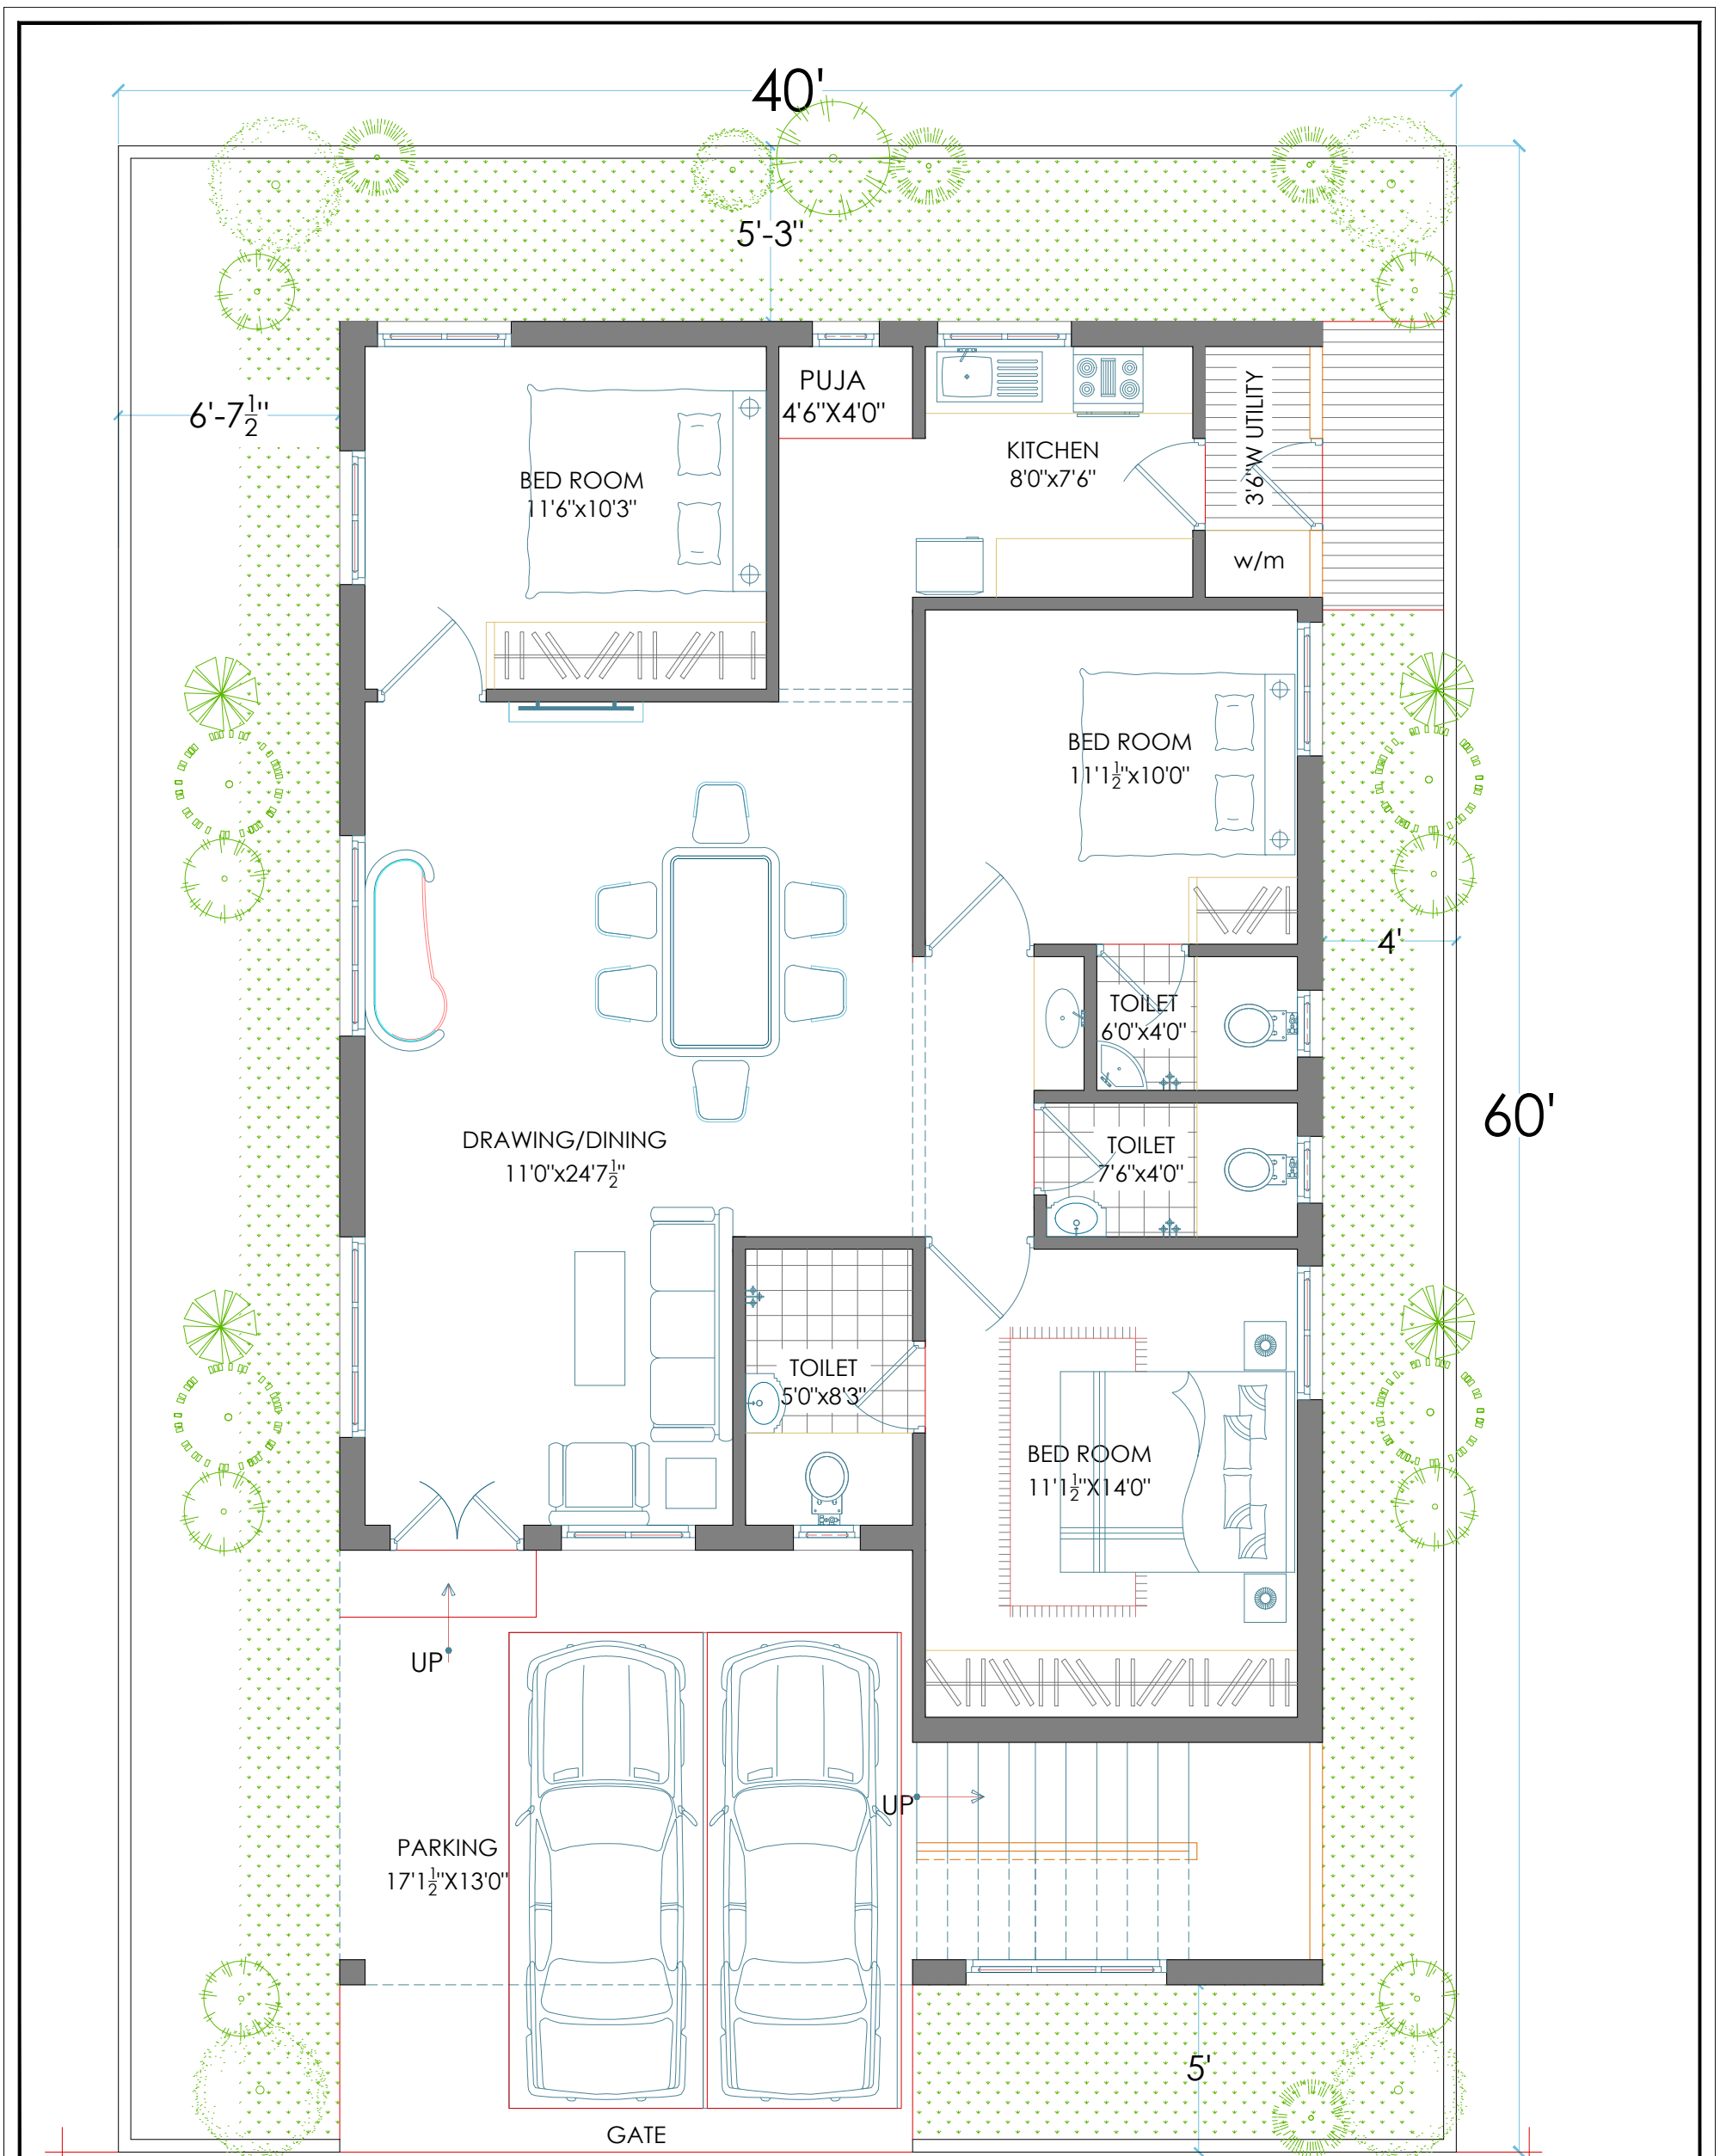 40'
5'-3"
6'-7½"
PUJA
4'6"X4'0"
KITCHEN
8'0"x7'6"
3'6"W UTILITY
w/m
BED ROOM
11'6"x10'3"
BED ROOM
11'1½"x10'0"
4'
TOILET
6'0"x4'0"
60'
TOILET
7'6"x4'0"
DRAWING/DINING
11'0"x24'7½"
TOILET
5'0"x8'3"
BED ROOM
11'1½"X14'0"
UP
UP
PARKING
17'1½"X13'0"
5'
GATE